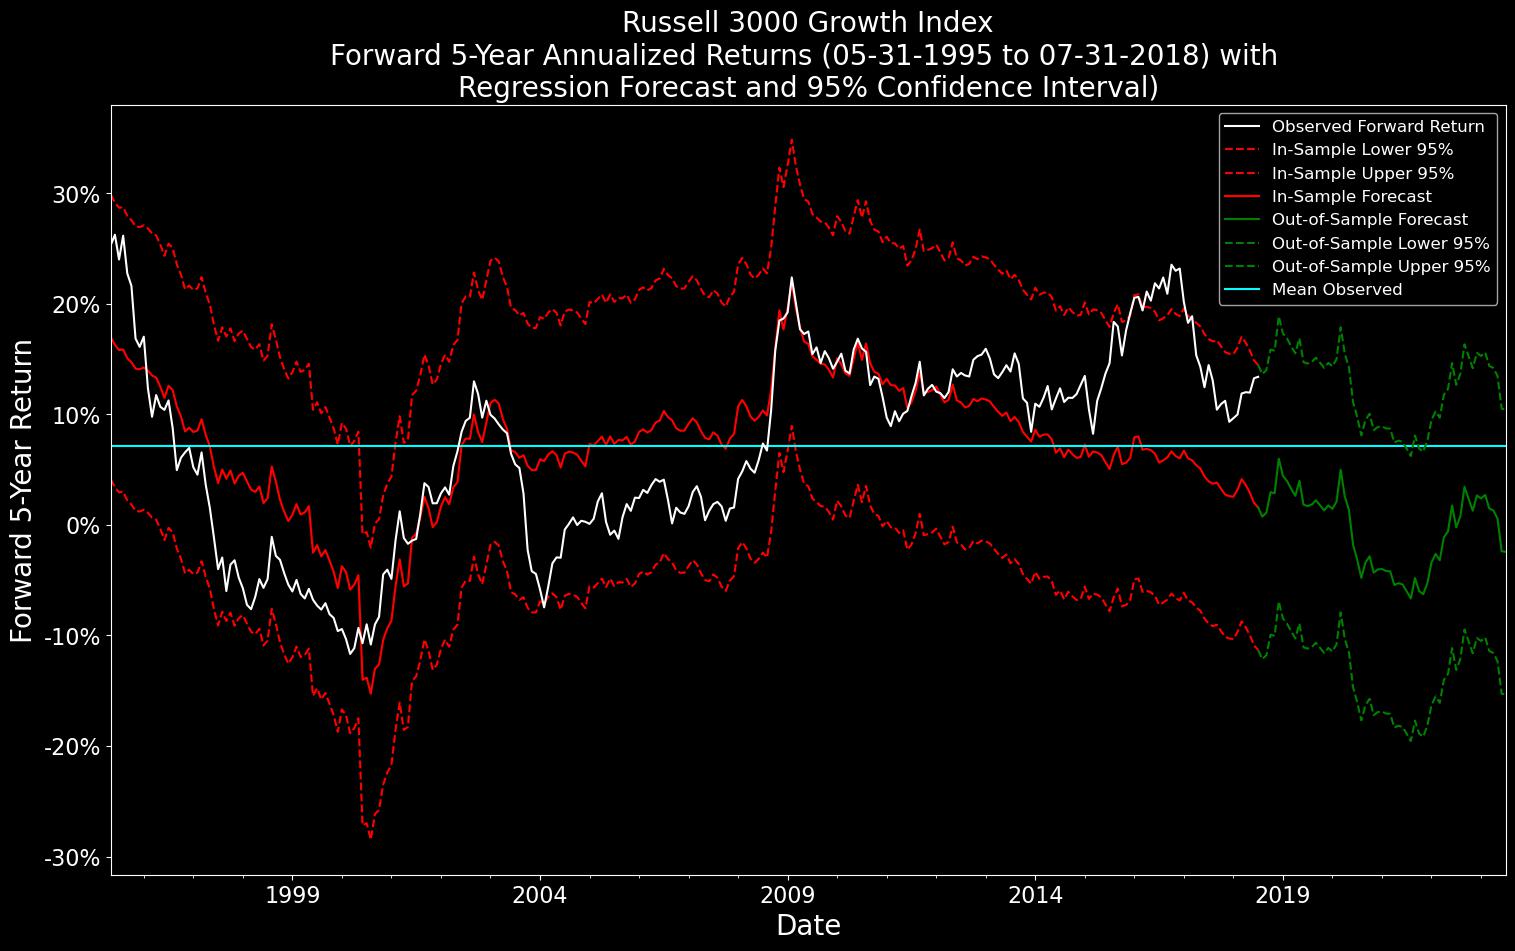 Russell 3000 Growth Index
Forward 5-Year Annualized Returns (05-31-1995 to 07-31-2018) with
Regression Forecast and 95% Confidence Interval)
Observed Forward Return
In-Sample Lower 95%
In-Sample Upper 95%
In-Sample Forecast
Out-of-Sample Forecast
Out-of-Sample Lower 95%
Out-of-Sample Upper 95%
Mean Observed
Forward 5-Year Return
30%
20%
10%
0%
-10%
-20%
-30%
1999
2004
2009
2014
2019
Date